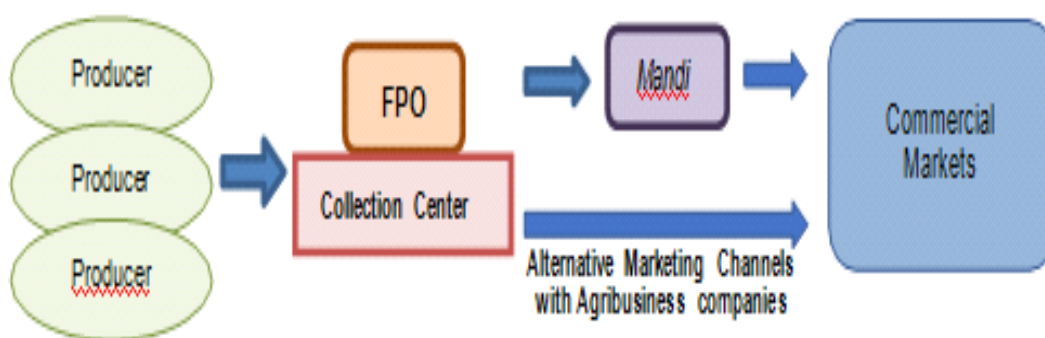 Producer
Producer
Producer
FPO
Collection Center
Mandi
Alternative Marketing Channels
with Agribusiness companies
Commercial
Markets